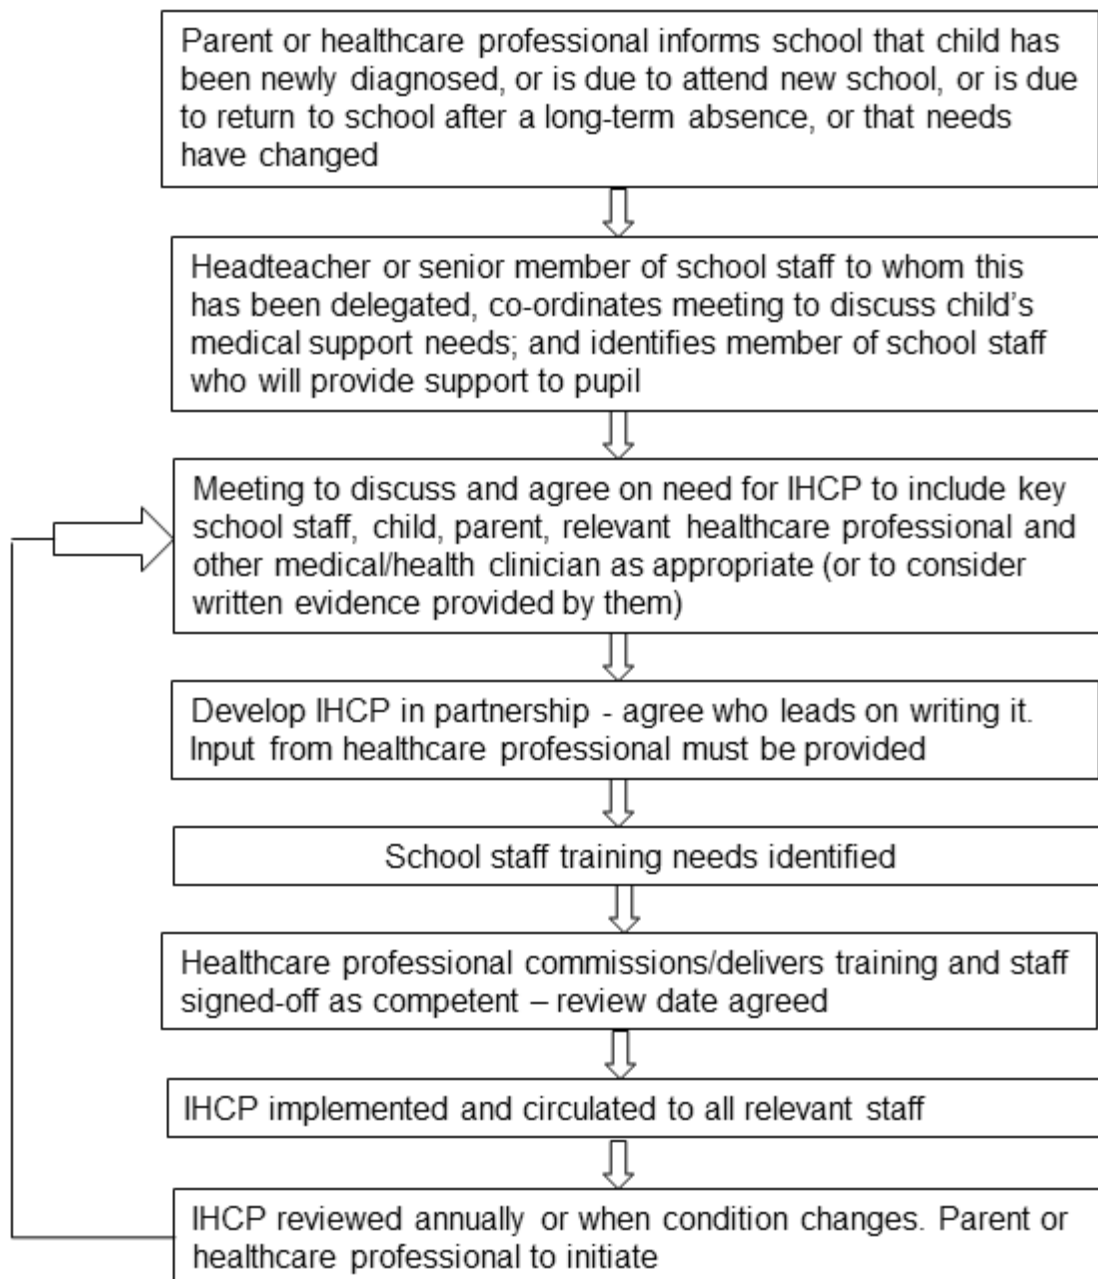 Parent or healthcare professional informs school that child has
been newly diagnosed, or is due to attend new school, or is due
to return to school after a long-term absence, or that needs
have changed
Headteacher or senior member of school staff to whom this
has been delegated, co-ordinates meeting to discuss child's
medical support needs; and identifies member of school staff
who will provide support to pupil
Meeting to discuss and agree on need for IHCP to include key
school staff, child, parent, relevant healthcare professional and
other medical/health clinician as appropriate (or to consider
written evidence provided by them)
Develop IHCP in partnership - agree who leads on writing it.
Input from healthcare professional must be provided
School staff training needs identified
Healthcare professional commissions/delivers training and staff
signed-off as competent – review date agreed
IHCP implemented and circulated to all relevant staff
IHCP reviewed annually or when condition changes. Parent or
healthcare professional to initiate